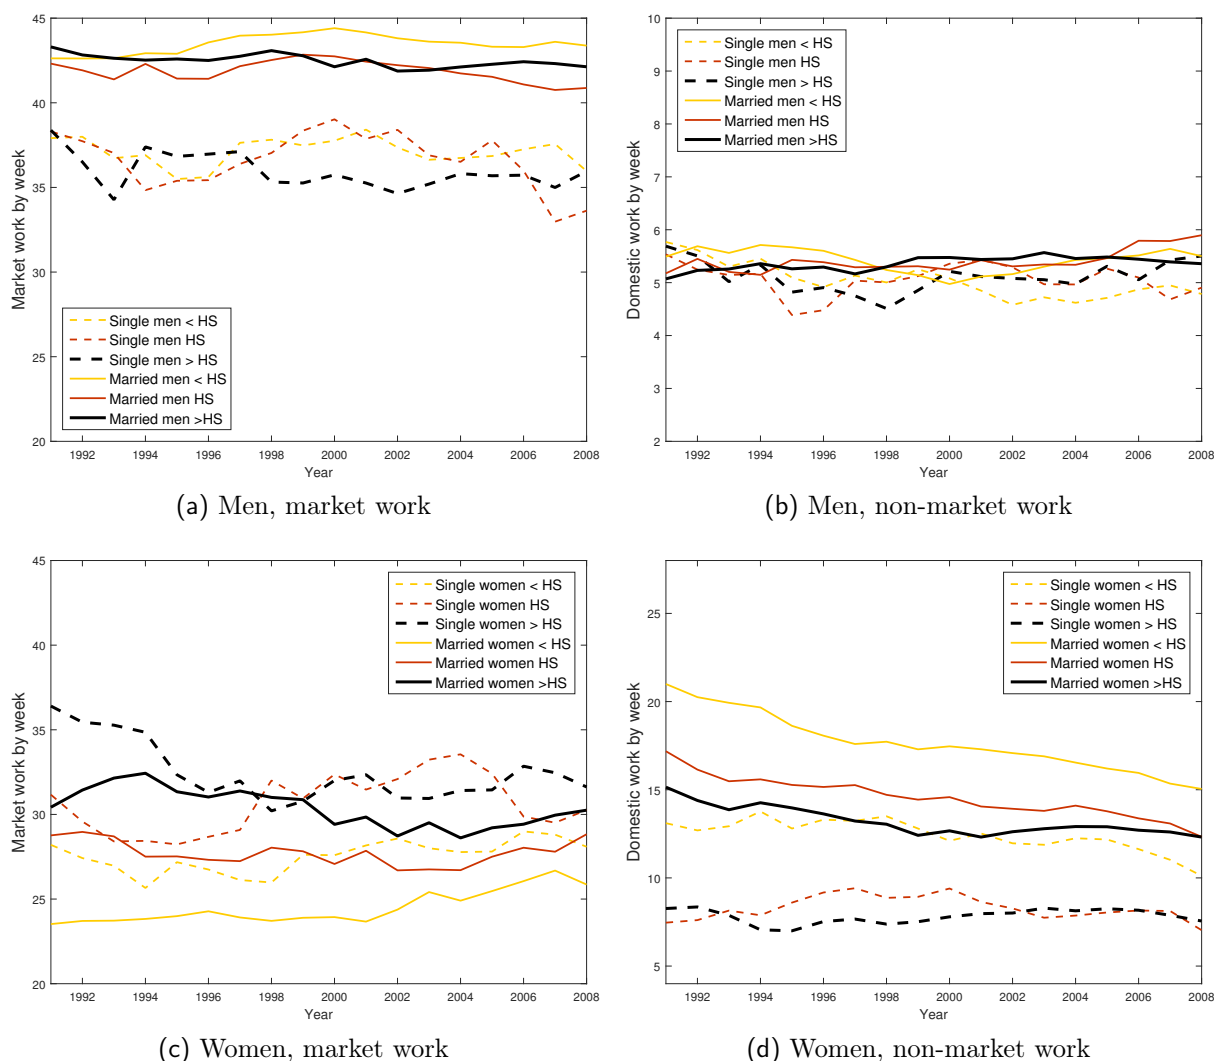 45
40
35
30
25
20
Market work by week
Single men < HS
Single men HS
Single men > HS
Married men < HS
Married men HS
Married men >HS
1992 1994 1996 1998 2000 2002 2004 2006 2008
Year
(a) Men, market work
10
9
8
7
6
5
4
3
2
Domestic work by week
Single men < HS
Single men HS
Single men > HS
Married men < HS
Married men HS
Married men >HS
1992 1994 1996 1998 2000 2002 2004 2006 2008
Year
(b) Men, non-market work
45
40
35
30
25
20
Market work by week
Single women < HS
Single women HS
Single women > HS
Married women < HS
Married women HS
Married women >HS
1992 1994 1996 1998 2000 2002 2004 2006 2008
Year
(c) Women, market work
25
20
15
10
5
Domestic work by week
Single women < HS
Single women HS
Single women > HS
Married women < HS
Married women HS
Married women >HS
1992 1994 1996 1998 2000 2002 2004 2006 2008
Year
(d) Women, non-market work